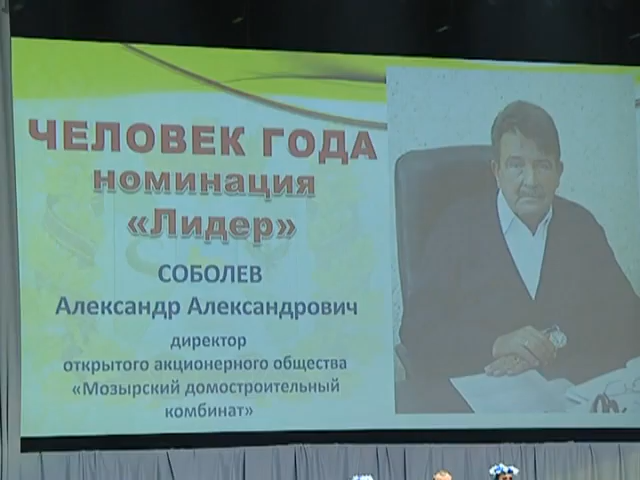 ЧЕЛОВЕК ГОДА
номинация
«Лидер»
СОБОЛЕВ
Александр Александрович
директор
открытого акционерного общества
«Мозырский домостроительный
комбинат»